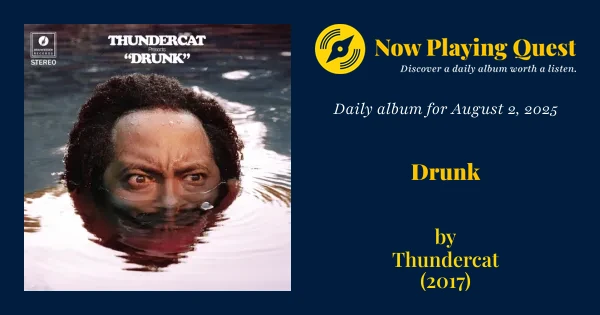 THUNDERCAT
Presents
"DRUNK"
STEREO
Now Playing Quest
Discover a daily album worth a listen.
Daily album for August 2, 2025
Drunk
by
Thundercat
(2017)